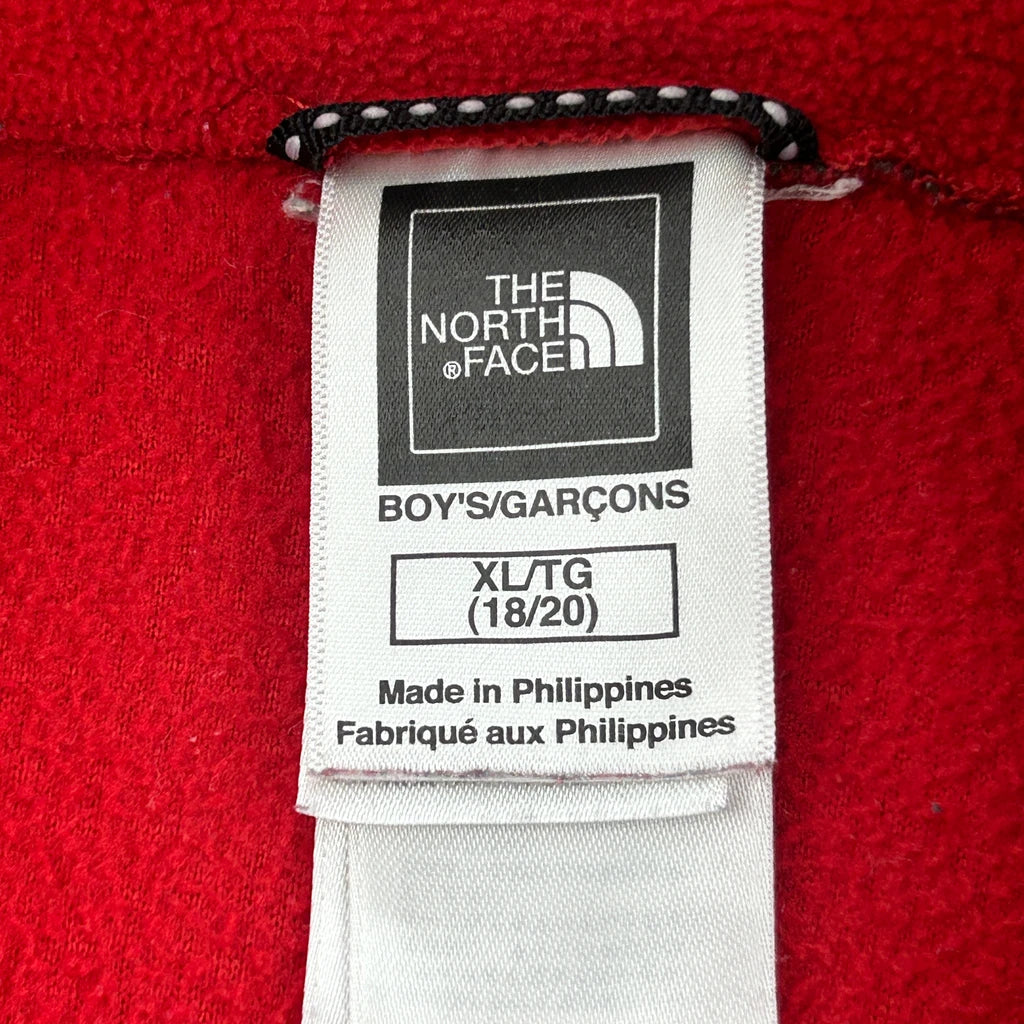 THE
NORTH
®FACE
BOY'S/GARÇONS
XL/TG
(18/20)
Made in Philippines
Fabriqué aux Philippines